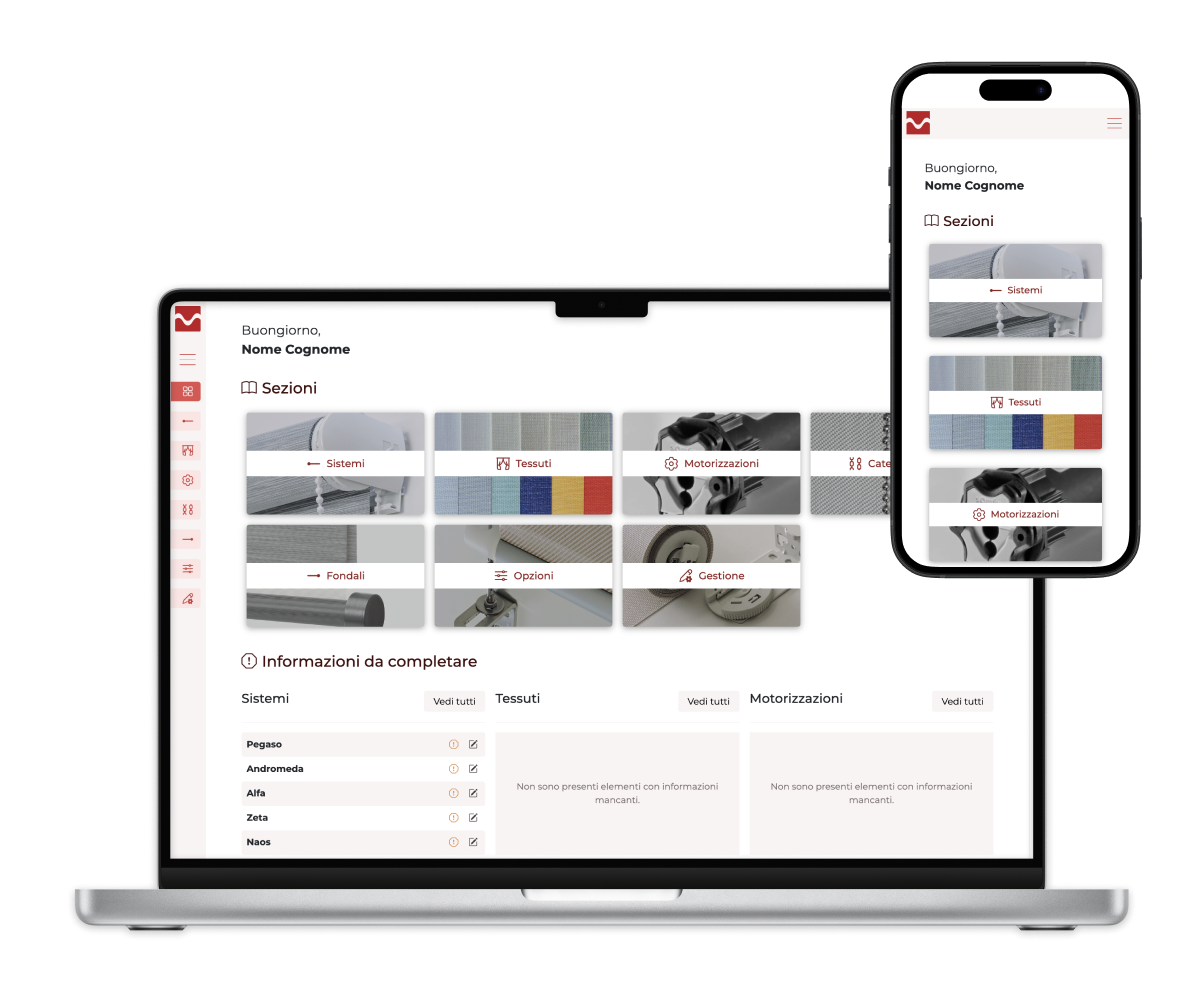 Buongiorno,
Nome Cognome
Sezioni
Sistemi
Tessuti
Motorizzazioni
Cate
Fondali
Opzioni
Gestione
Informazioni da completare
Sistemi
Vedi tutti
Tessuti
Vedi tutti
Motorizzazioni
Vedi tutti
Pegaso
Andromeda
Alfa
Zeta
Naos
Non sono presenti elementi con informazioni
mancanti.
Non sono presenti elementi con informazioni
mancanti.
Buongiorno,
Nome Cognome
Sezioni
Sistemi
Tessuti
Motorizzazioni